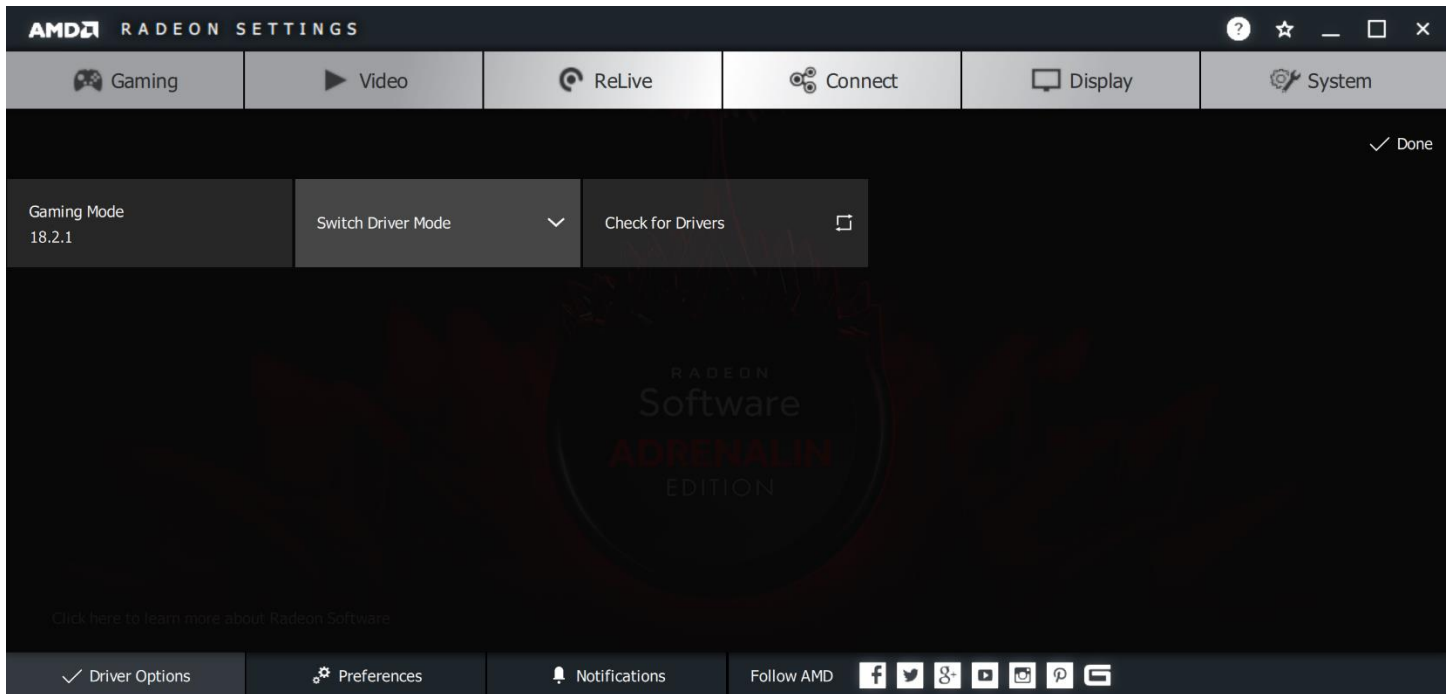 AMD RADEON SETTINGS
?
Gaming
Video
ReLive
Connect
Display
System
Done
Gaming Mode
18.2.1
Switch Driver Mode
Check for Drivers
RADEON
Software
ADRENALIN
EDITION
Click here to learn more about Radeon Software
Driver Options
Preferences
Notifications
Follow AMD